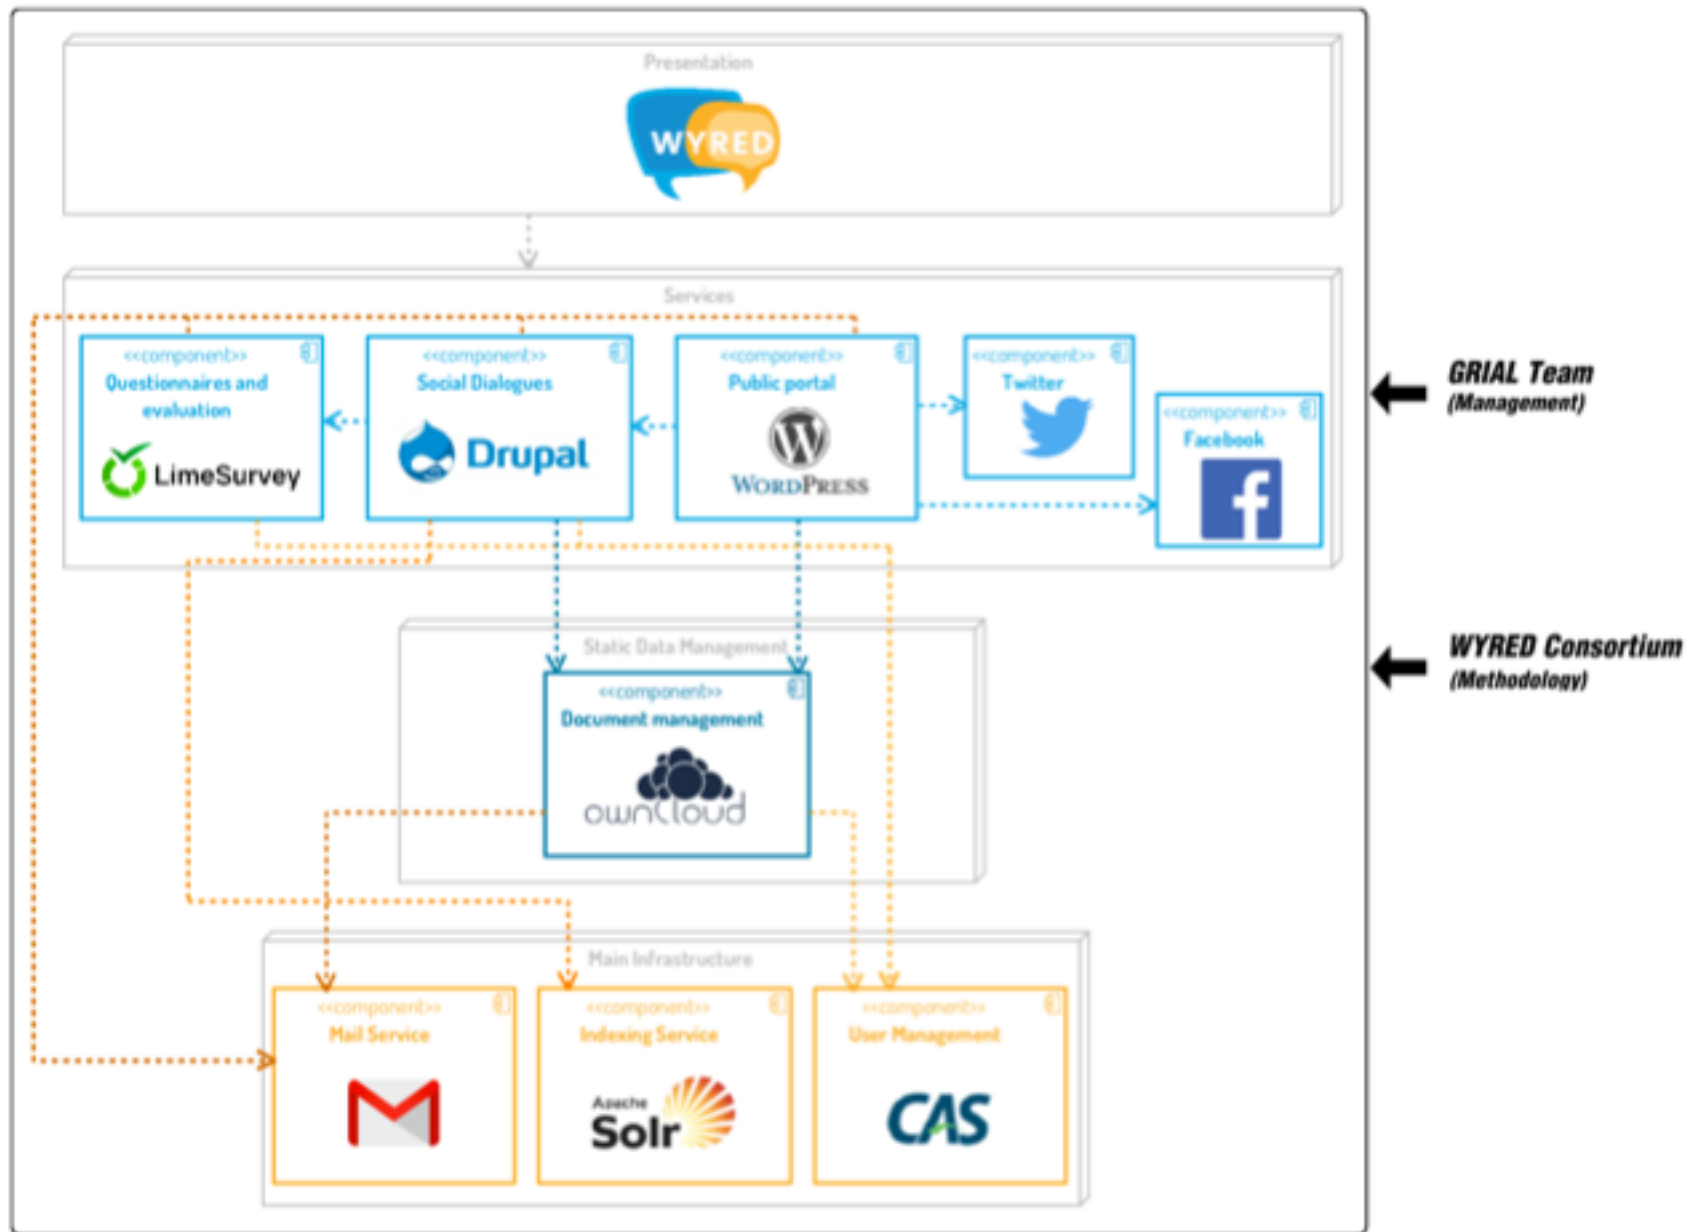 Presentation
WYRED
Services
<<component>>
Questionnaires and
evaluation
LimeSurvey
<<component>>
Social Dialogues
Drupal
<<component>>
Public portal
W
WORDPRESS
<<component>>
Twitter
<<component>>
Facebook
f
GRIAL Team
(Management)
WYRED Consortium
(Methodology)
Static Data Management
<<component>>
Document management
ownCloud
Main Infrastructure
<<component>>
Mail Service
<<component>>
Indexing Service
Apache
Solr
<<component>>
User Management
CAS